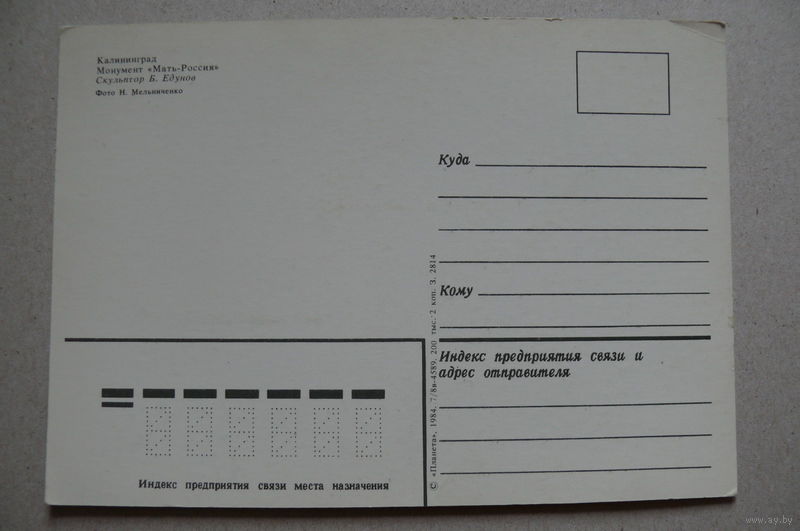 Калининград
Монумент «Мать-Россия»
Скульптор Б. Едунов
Фото Н. Мельниченко
Куда
Кому
© «Планета», 1984. 7/8в-4589. 200 тыс. 2 коп. З. 2814
Индекс предприятия связи и
адрес отправителя
Индекс предприятия связи места назначения
www.ay.by